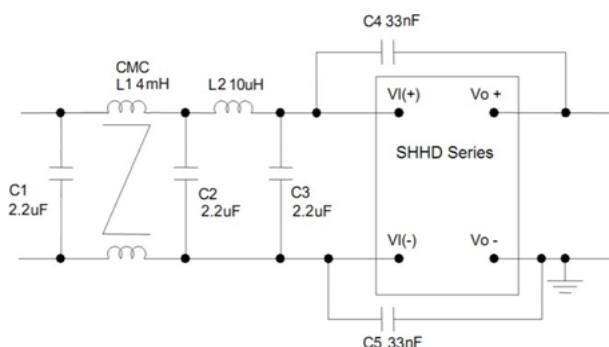 C4 33nF
CMC
L1 4mH
L2 10uH
VI(+)
Vo +
SHHD Series
C1
2.2uF
C2
2.2uF
C3
2.2uF
VI(-)
Vo -
C5 33nF